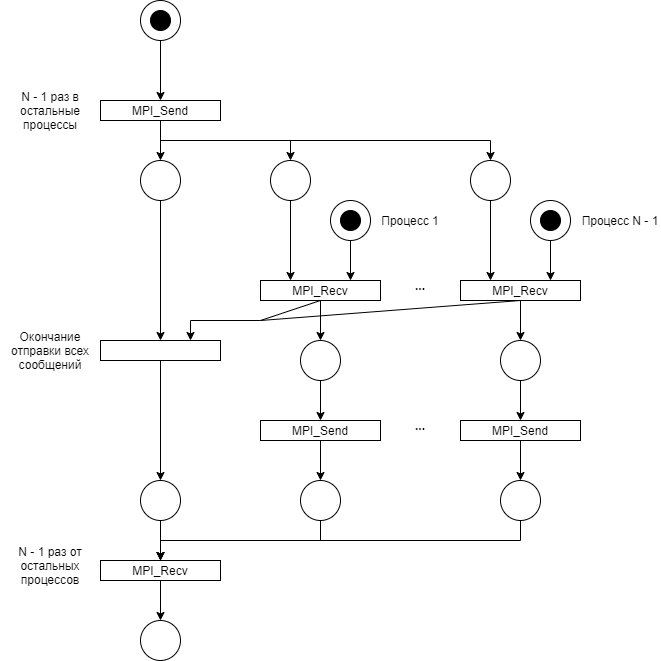 N - 1 раз в
остальные
процессы
MPI_Send
Процесс 1
Процесс N - 1
MPI_Recv
...
MPI_Recv
Окончание
отправки всех
сообщений
MPI_Send
...
MPI_Send
N - 1 раз от
остальных
процессов
MPI_Recv